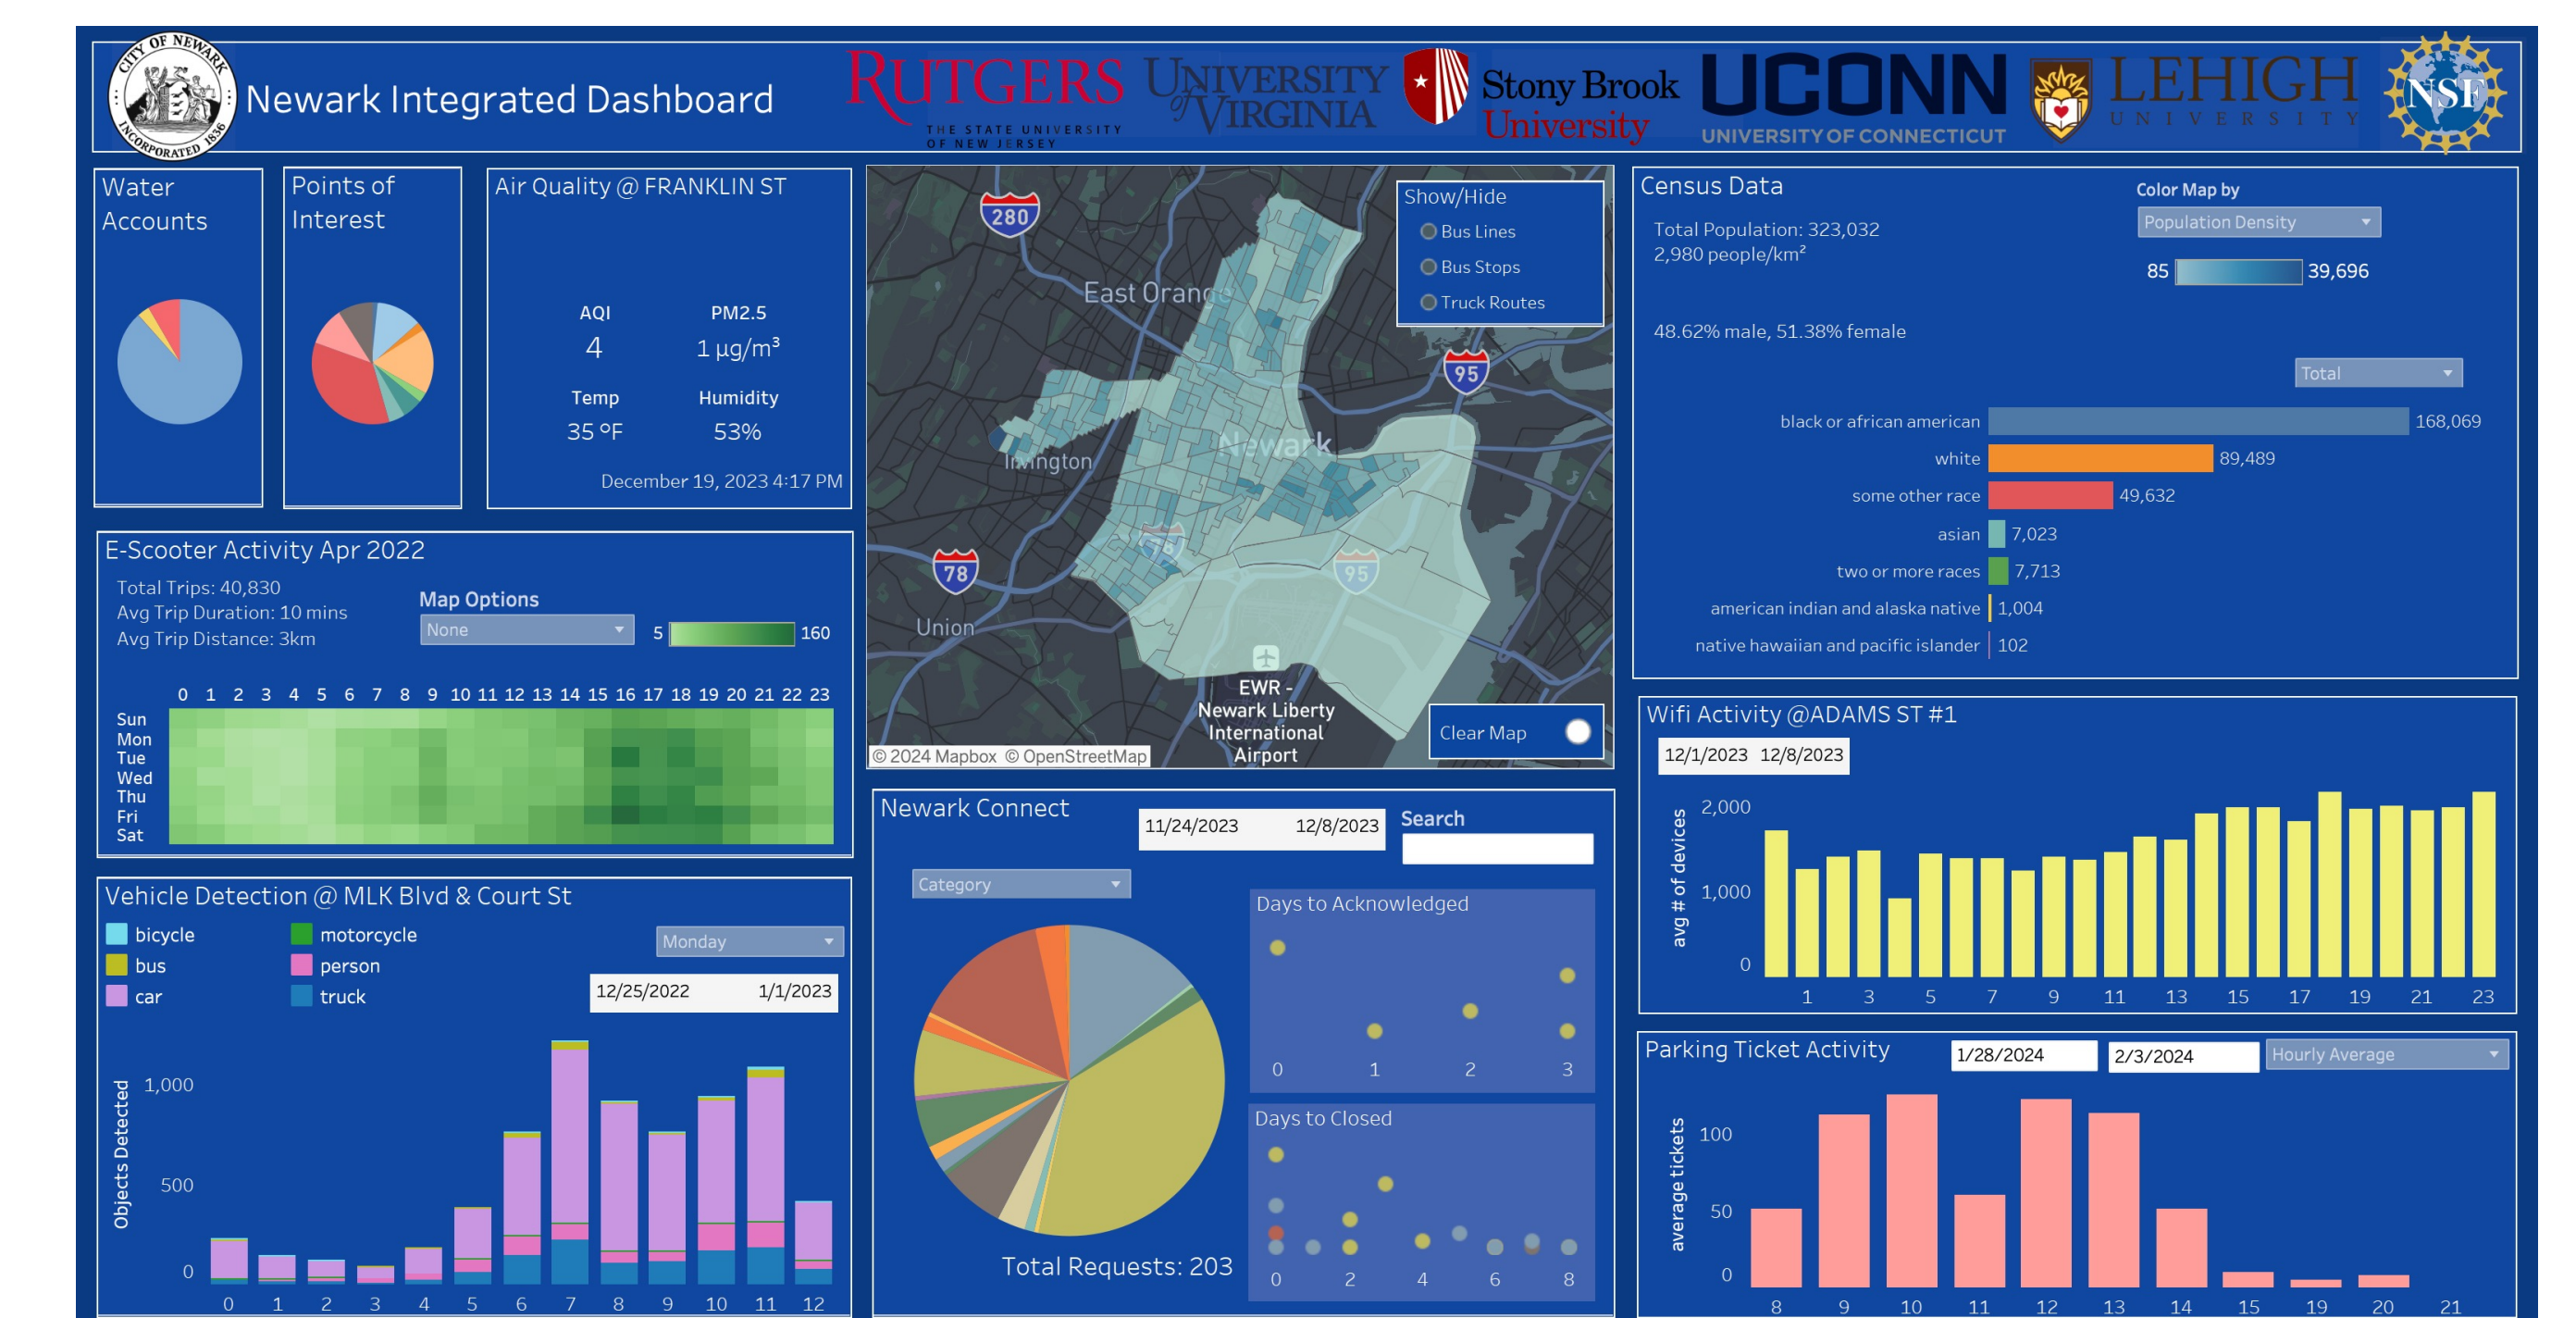 CITY OF NEWARK
INCORPORATED 1836
Newark Integrated Dashboard
RUTGERS
THE STATE UNIVERSITY
OF NEW JERSEY
UNIVERSITY
of VIRGINIA
Stony Brook
University
UCONN
UNIVERSITY OF CONNECTICUT
LEHIGH
UNIVERSITY
NSF
Water
Accounts
Points of
Interest
Air Quality @ FRANKLIN ST
AQI PM2.5
4 1 µg/m³
Temp Humidity
35 ºF 53%
December 19, 2023 4:17 PM
E-Scooter Activity Apr 2022
Total Trips: 40,830
Avg Trip Duration: 10 mins
Avg Trip Distance: 3km
Map Options
None
5 160
0 1 2 3 4 5 6 7 8 9 10 11 12 13 14 15 16 17 18 19 20 21 22 23
Sun
Mon
Tue
Wed
Thu
Fri
Sat
Vehicle Detection @ MLK Blvd & Court St
bicycle motorcycle
bus person
car truck
Monday
12/25/2022 1/1/2023
Objects Detected
1,000
500
0
0 1 2 3 4 5 6 7 8 9 10 11 12
280
East Orange
95
Newark
Irvington
78
78
95
Union
EWR -
Newark Liberty
International
Airport
© 2024 Mapbox © OpenStreetMap
Show/Hide
Bus Lines
Bus Stops
Truck Routes
Clear Map
Newark Connect
11/24/2023 12/8/2023
Search
Category
Total Requests: 203
Days to Acknowledged
0 1 2 3
Days to Closed
0 2 4 6 8
Census Data
Total Population: 323,032
2,980 people/km²
48.62% male, 51.38% female
Color Map by
Population Density
85 39,696
Total
black or african american 168,069
white 89,489
some other race 49,632
asian 7,023
two or more races 7,713
american indian and alaska native 1,004
native hawaiian and pacific islander 102
Wifi Activity @ADAMS ST #1
12/1/2023 12/8/2023
avg # of devices
2,000
1,000
0
1 3 5 7 9 11 13 15 17 19 21 23
Parking Ticket Activity
1/28/2024 2/3/2024
Hourly Average
average tickets
100
50
0
8 9 10 11 12 13 14 15 19 20 21